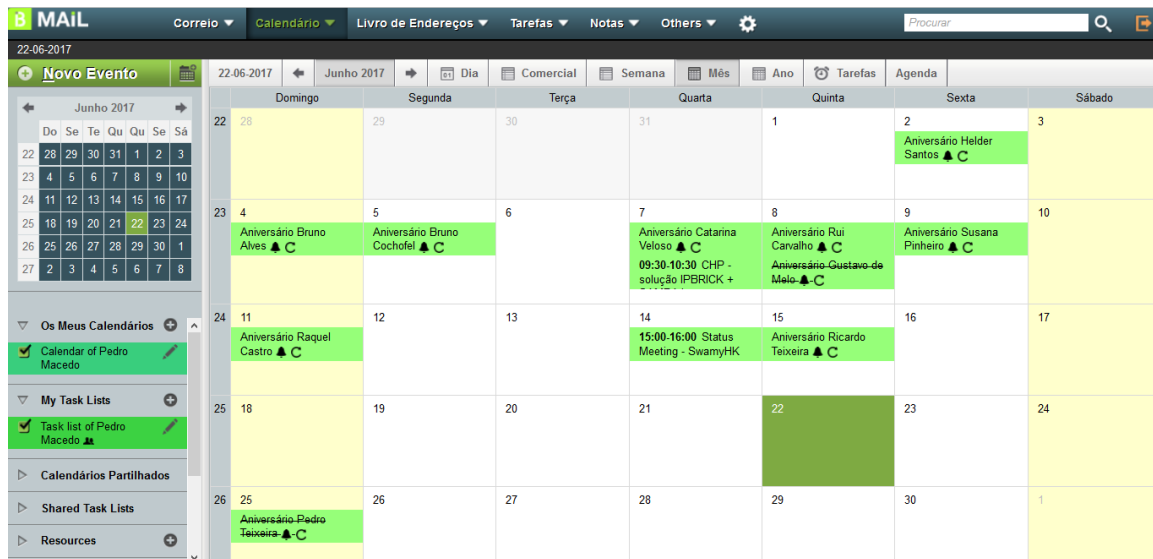 B MAiL Correio Calendário Livro de Endereços Tarefas Notas Others Procurar
22-06-2017
Novo Evento 22-06-2017 Junho 2017 Dia Comercial Semana Mês Ano Tarefas Agenda
Domingo Segunda Terça Quarta Quinta Sexta Sábado
Junho 2017
Do Se Te Qu Qu Se Sá
22 28 29 30 31 1 2 3
23 4 5 6 7 8 9 10
24 11 12 13 14 15 16 17
25 18 19 20 21 22 23 24
26 25 26 27 28 29 30 1
27 2 3 4 5 6 7 8
Os Meus Calendários
Calendar of Pedro
Macedo
My Task Lists
Task list of Pedro
Macedo
Calendários Partilhados
Shared Task Lists
Resources
22 28 29 30 31 1 2 3
Aniversário Helder
Santos
23 4 5 6 7 8 9 10
Aniversário Bruno
Alves
Aniversário Bruno
Cochofel
Aniversário Catarina
Veloso
09:30-10:30 CHP -
solução IPBRICK +
Aniversário Rui
Carvalho
Aniversário Gustavo de
Melo
Aniversário Susana
Pinheiro
24 11 12 13 14 15 16 17
Aniversário Raquel
Castro
15:00-16:00 Status
Meeting - SwamyHK
Aniversário Ricardo
Teixeira
25 18 19 20 21 22 23 24
26 25 26 27 28 29 30 1
Aniversário Pedro
Teixeira